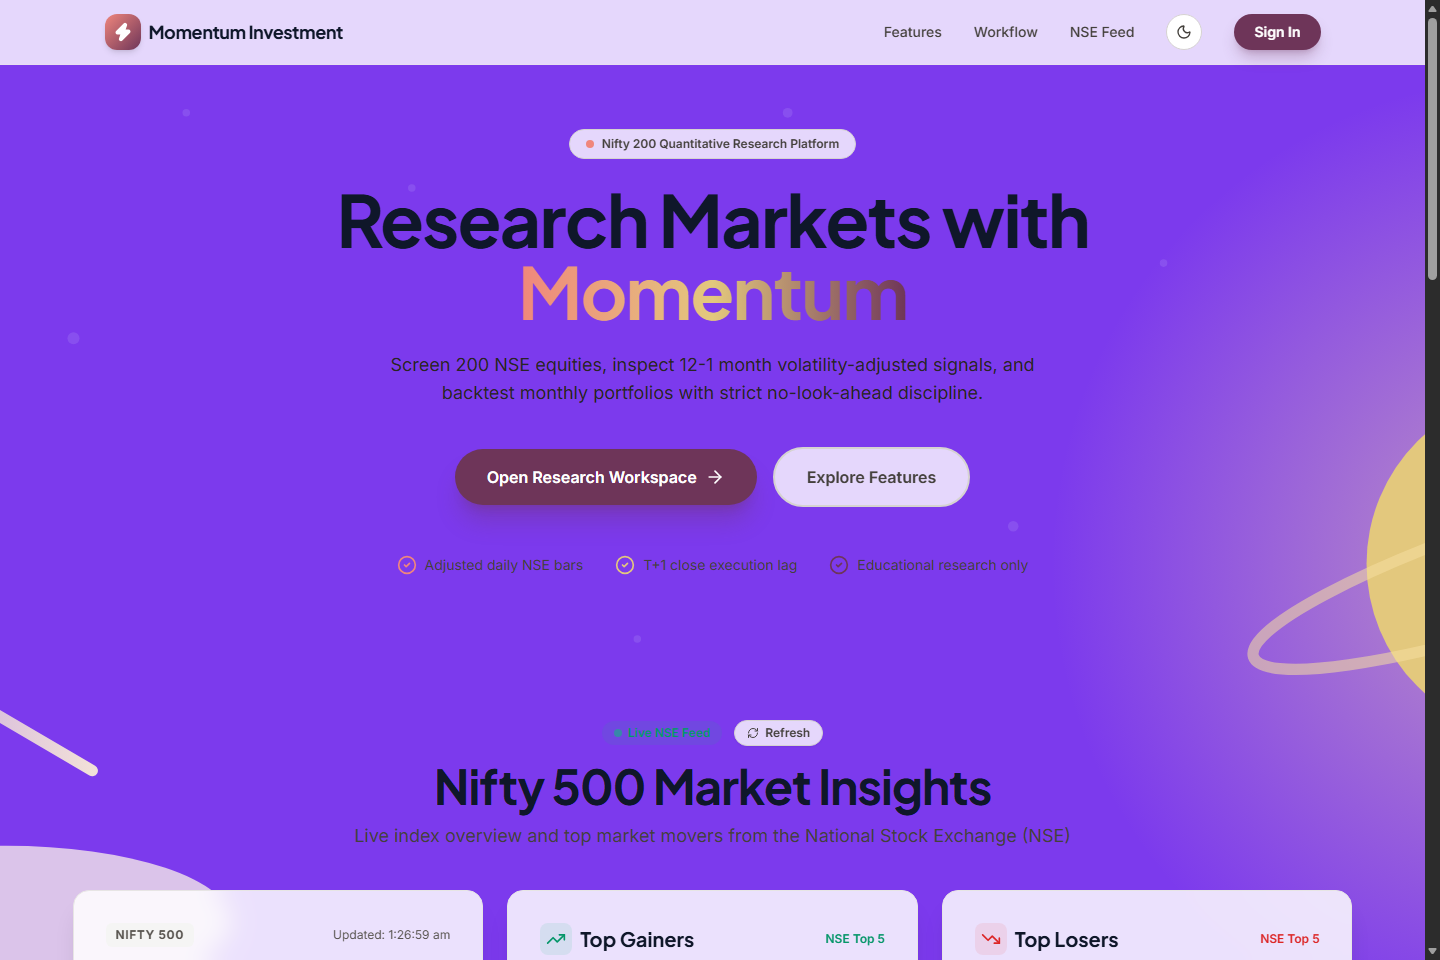 Momentum Investment
Features
Workflow
NSE Feed
Sign In
Nifty 200 Quantitative Research Platform
Research Markets with
Momentum
Screen 200 NSE equities, inspect 12-1 month volatility-adjusted signals, and
backtest monthly portfolios with strict no-look-ahead discipline.
Open Research Workspace
Explore Features
Adjusted daily NSE bars
T+1 close execution lag
Educational research only
Live NSE Feed
Refresh
Nifty 500 Market Insights
Live index overview and top market movers from the National Stock Exchange (NSE)
NIFTY 500
Updated: 1:26:59 am
Top Gainers
NSE Top 5
Top Losers
NSE Top 5